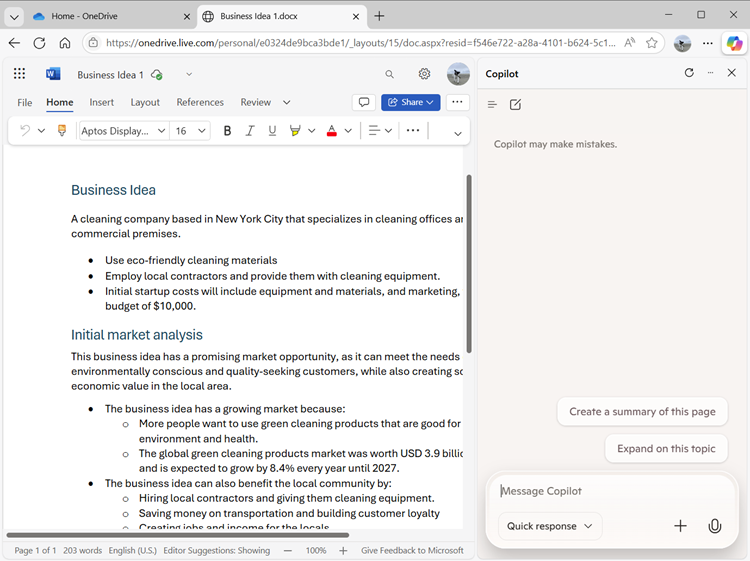 Home - OneDrive
Business Idea 1.docx
https://onedrive.live.com/personal/e0324de9bca3bde1/_layouts/15/doc.aspx?resid=f546e722-a28a-4101-b624-5c1...
Business Idea 1
File Home Insert Layout References Review
Share
Aptos Display... 16 B I U A
Business Idea
A cleaning company based in New York City that specializes in cleaning offices
commercial premises.
• Use eco-friendly cleaning materials
• Employ local contractors and provide them with cleaning equipment.
• Initial startup costs will include equipment and materials, and marketing,
budget of $10,000.
Initial market analysis
This business idea has a promising market opportunity, as it can meet the needs
environmentally conscious and quality-seeking customers, while also creating
economic value in the local area.
• The business idea has a growing market because:
o More people want to use green cleaning products that are good for
environment and health.
o The global green cleaning products market was worth USD 3.9
and is expected to grow by 8.4% every year until 2027.
• The business idea can also benefit the local community by:
o Hiring local contractors and giving them cleaning equipment.
o Saving money on transportation and building customer loyalty
o Creating jobs and income for the locals
Page 1 of 1 203 words English (U.S.) Editor Suggestions: Showing 100% Give Feedback to Microsoft
Copilot
Copilot may make mistakes.
Create a summary of this page
Expand on this topic
Message Copilot
Quick response